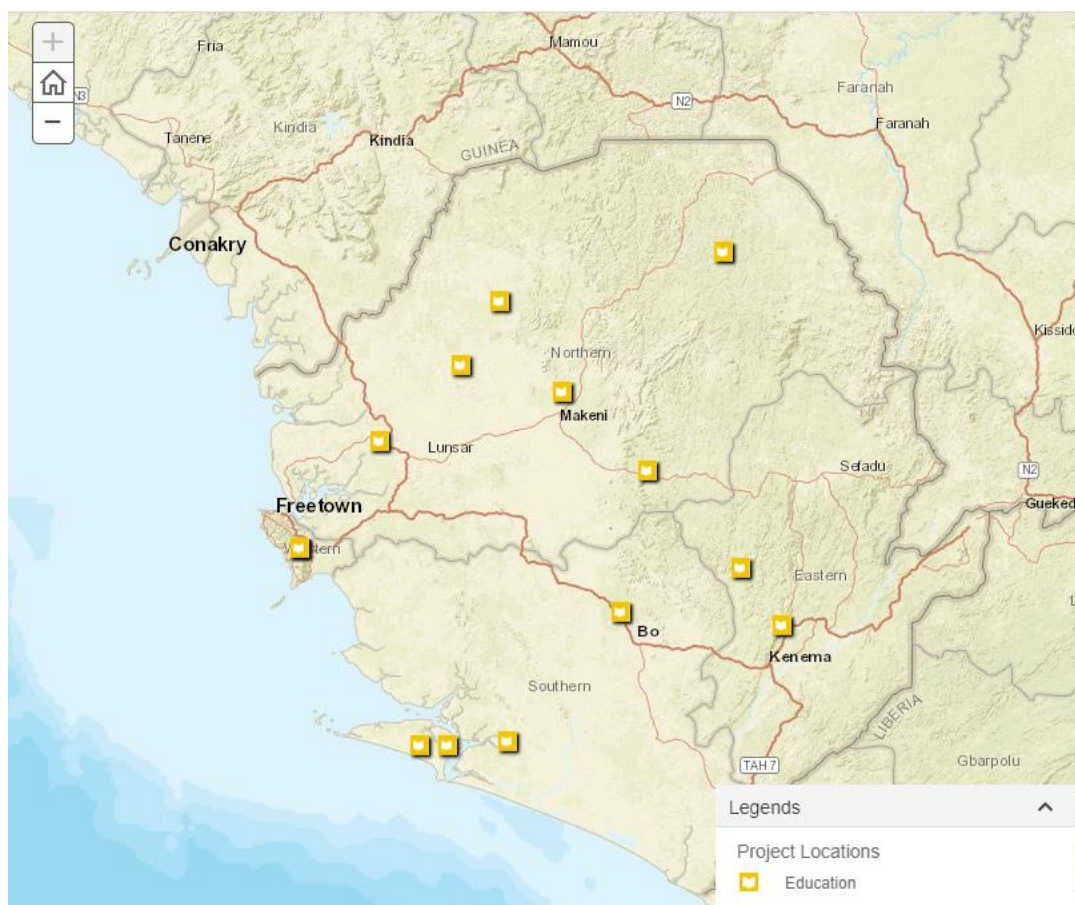 +
−
Fria
Mamou
N3
N2
Faranah
Tanene
Kindia
Kindia
Faranah
GUINEA
Conakry
Kissid
Northern
Makeni
Lunsar
Sefadu
N2
Freetown
Gueked
Western
Eastern
Bo
Kenema
Southern
LIBERIA
TAH 7
Gbarpolu
L
Legends
Project Locations
Education